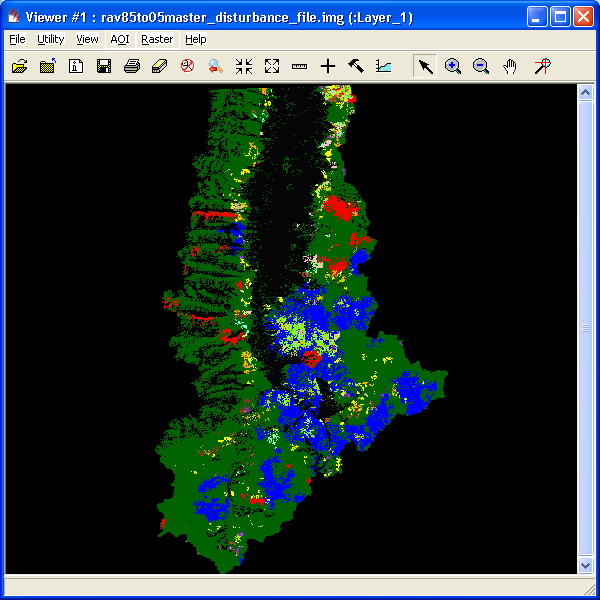 Viewer #1 : rav85to05master_disturbance_file.img (:Layer_1)
File Utility View AOI Raster Help